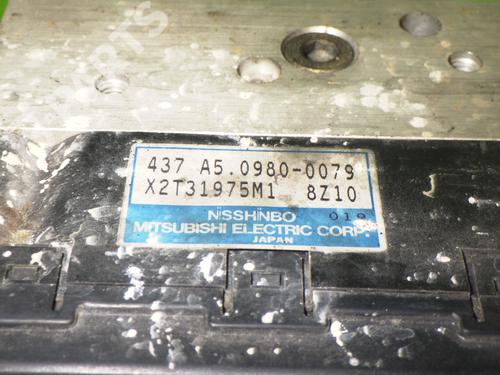 437 A5.0980-0079
X2T31975M1 8Z10
NISSHINBO 019
MITSUBISHI ELECTRIC CORP.
JAPAN